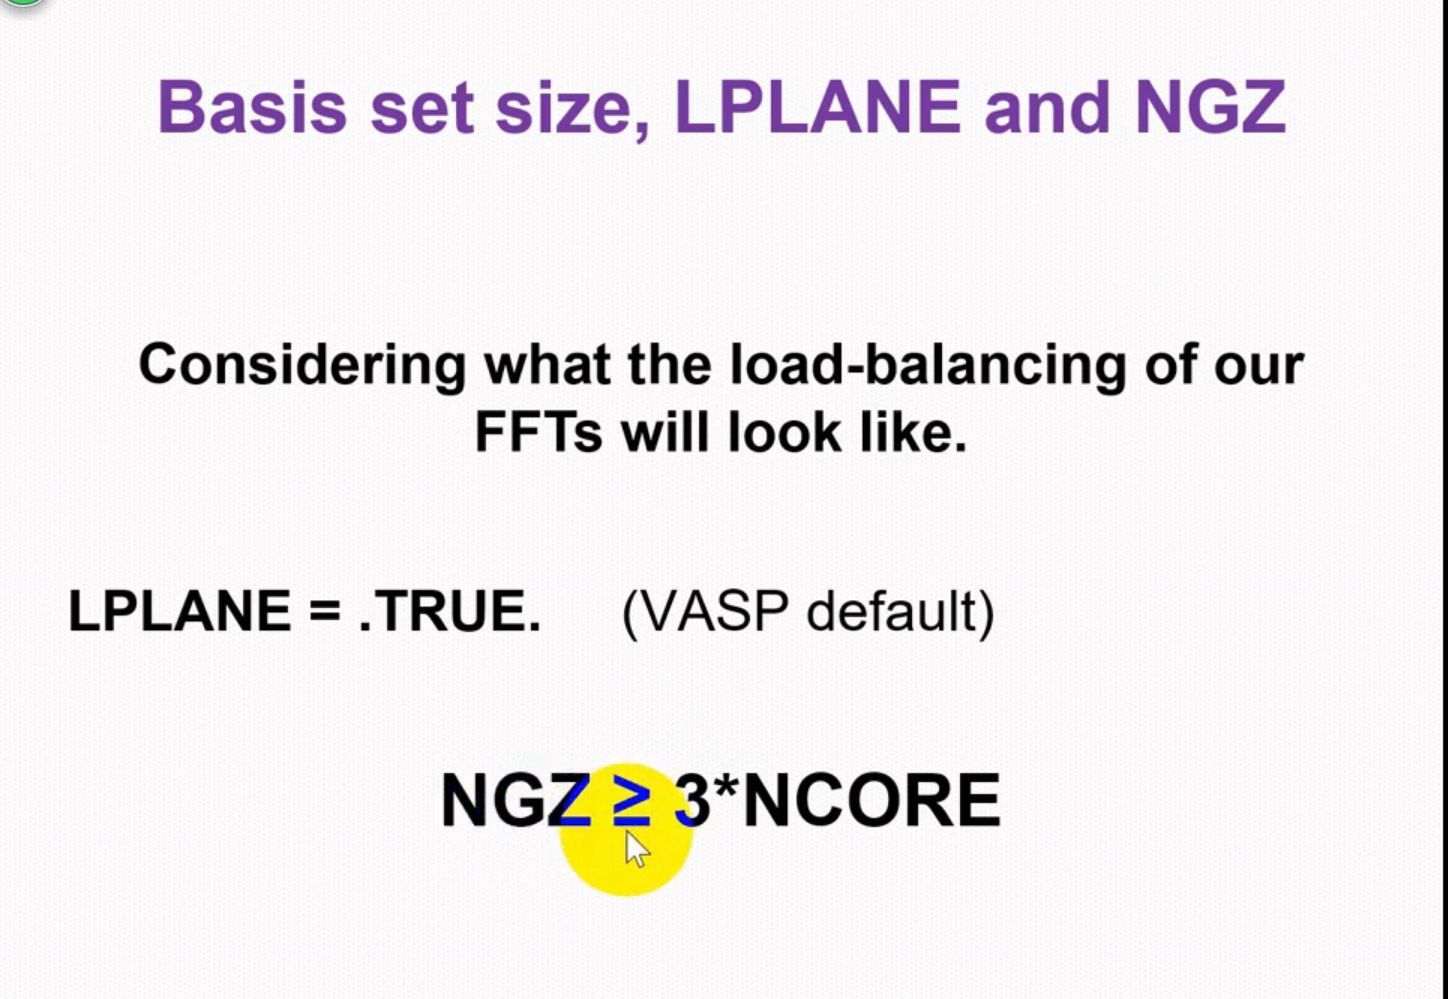 Basis set size, LPLANE and NGZ
Considering what the load-balancing of our
FFTs will look like.
LPLANE = .TRUE. (VASP default)
NGZ ≥ 3*NCORE